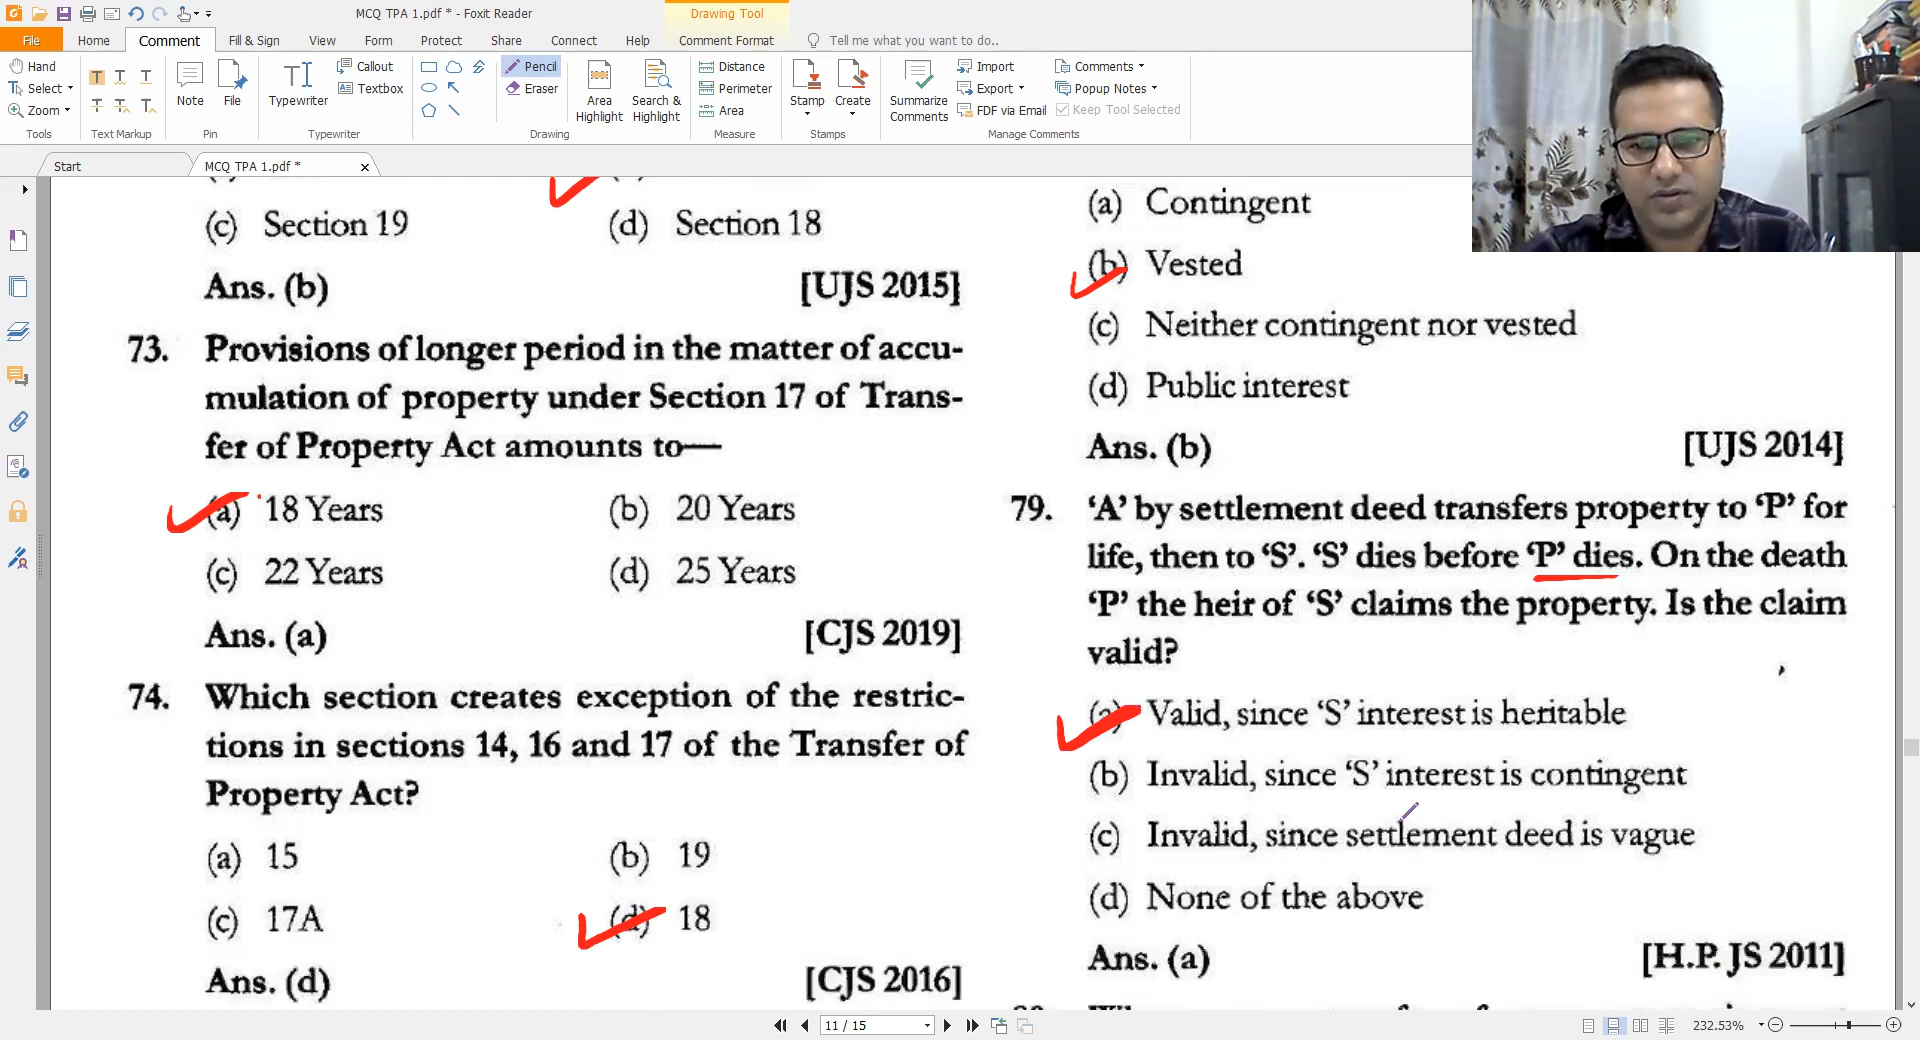 MCQ TPA 1.pdf * - Foxit Reader
Drawing Tool
File Home Comment Fill & Sign View Form Protect Share Connect Help Comment Format Tell me what you want to do..
Hand
Select
Zoom
Tools
Text Markup
Note
File
Pin
Typewriter
Callout
Textbox
Typewriter
Pencil
Eraser
Area Highlight
Search & Highlight
Drawing
Distance
Perimeter
Area
Measure
Stamp
Create
Stamps
Summarize Comments
Import
Export
FDF via Email
Comments
Popup Notes
Keep Tool Selected
Manage Comments
Start
MCQ TPA 1.pdf *
(c) Section 19 (d) Section 18
Ans. (b) [UJS 2015]
73. Provisions of longer period in the matter of accu-
mulation of property under Section 17 of Trans-
fer of Property Act amounts to—
(a) 18 Years (b) 20 Years
(c) 22 Years (d) 25 Years
Ans. (a) [CJS 2019]
74. Which section creates exception of the restric-
tions in sections 14, 16 and 17 of the Transfer of
Property Act?
(a) 15 (b) 19
(c) 17A (d) 18
Ans. (d) [CJS 2016]
(a) Contingent
(b) Vested
(c) Neither contingent nor vested
(d) Public interest
Ans. (b) [UJS 2014]
79. ‘A’ by settlement deed transfers property to ‘P’ for
life, then to ‘S’. ‘S’ dies before ‘P’ dies. On the death
‘P’ the heir of ‘S’ claims the property. Is the claim
valid?
(a) Valid, since ‘S’ interest is heritable
(b) Invalid, since ‘S’ interest is contingent
(c) Invalid, since settlement deed is vague
(d) None of the above
Ans. (a) [H.P. JS 2011]
11 / 15
232.53%